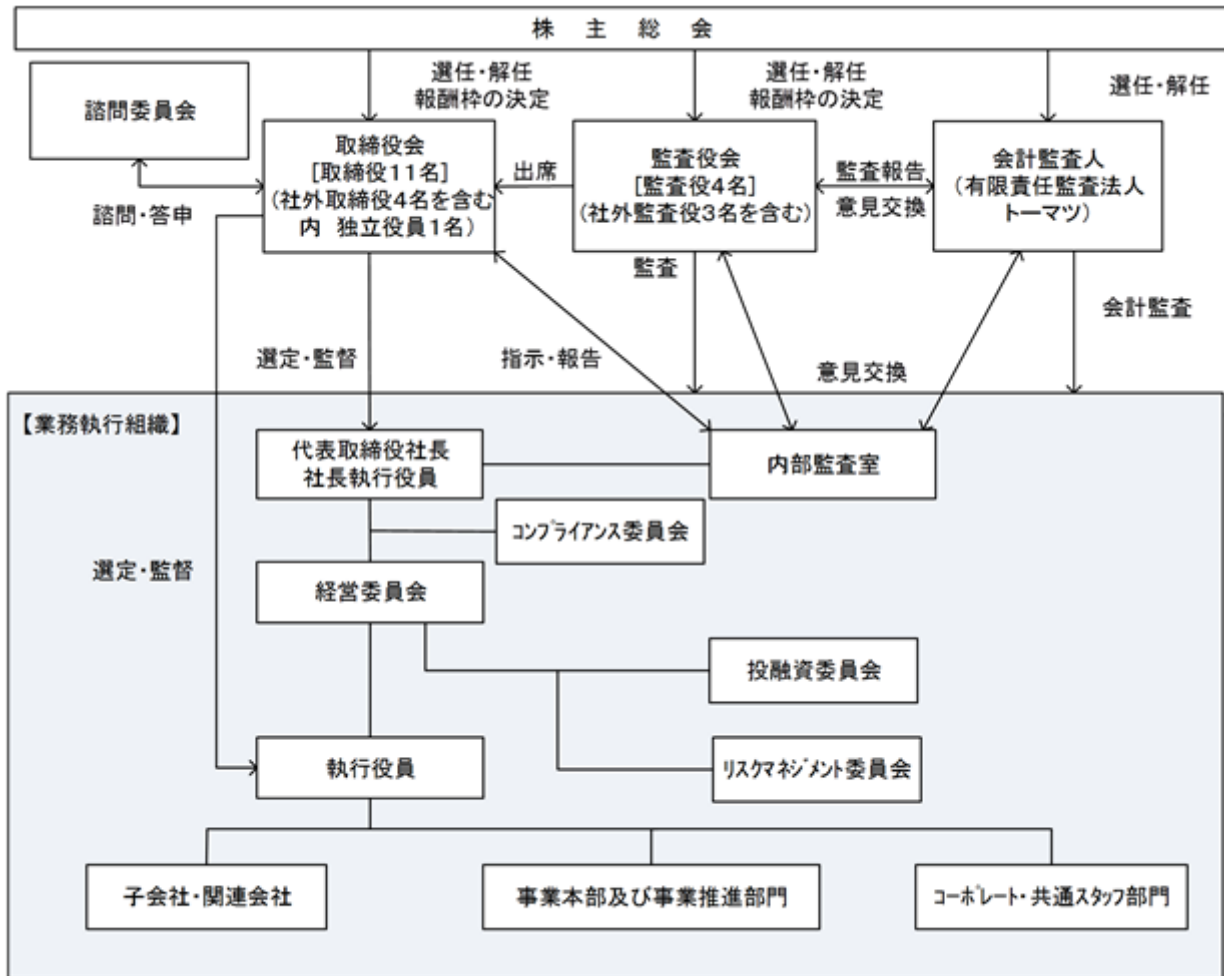 株 主 総 会
選任・解任
報酬枠の決定
選任・解任
報酬枠の決定
選任・解任
諮問委員会
取締役会
[取締役11名]
(社外取締役4名を含む
内 独立役員1名)
出席
監査役会
[監査役4名]
(社外監査役3名を含む)
監査報告
意見交換
会計監査人
(有限責任監査法人
トーマツ)
諮問・答申
監査
会計監査
選定・監督
指示・報告
意見交換
【業務執行組織】
代表取締役社長
社長執行役員
内部監査室
コンプライアンス委員会
選定・監督
経営委員会
投融資委員会
執行役員
リスクマネジメント委員会
子会社・関連会社
事業本部及び事業推進部門
コーポレート・共通スタッフ部門